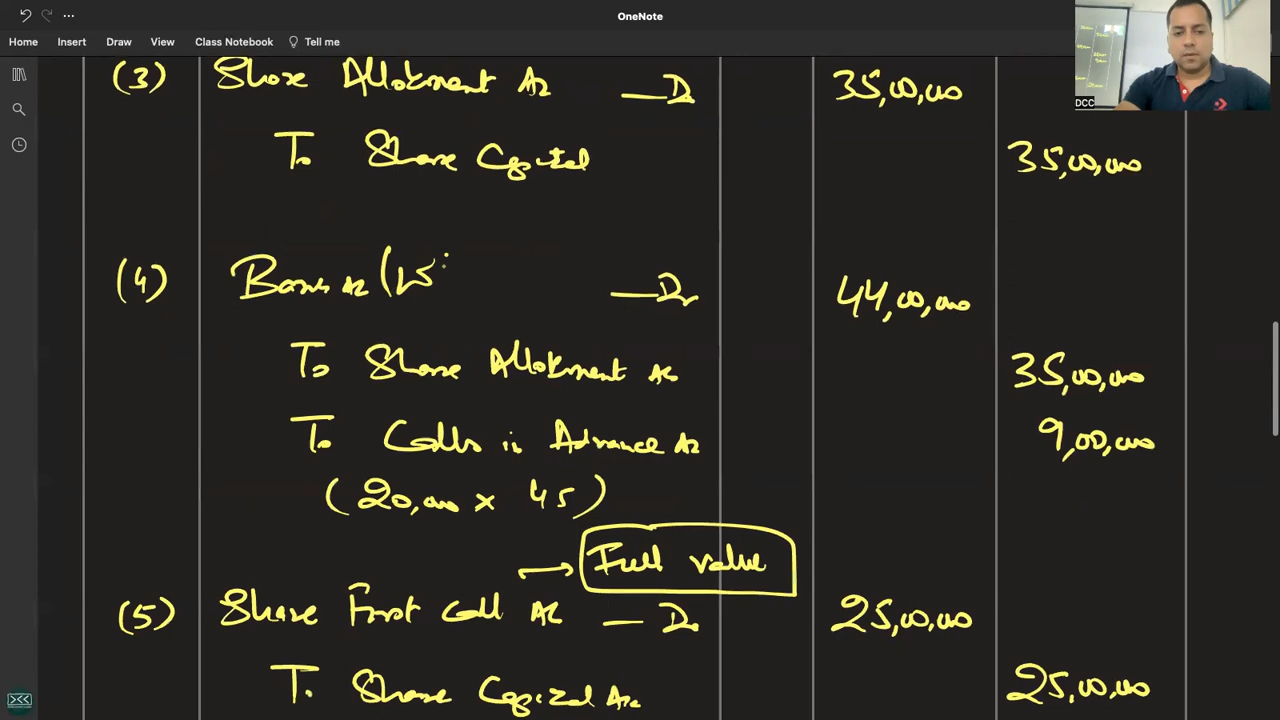 OneNote
Home Insert Draw View Class Notebook Tell me
DCC
(3) Share Allotment A/c — Dr 35,00,000
To Share Capital 35,00,000
(4) Bank A/c ( — Dr 44,00,000
To Share Allotment A/c 35,00,000
To Calls in Advance A/c 9,00,000
(20,000 x 45)
→ Full value
(5) Share First Call A/c — Dr 25,00,000
To Share Capital A/c 25,00,000
DCC